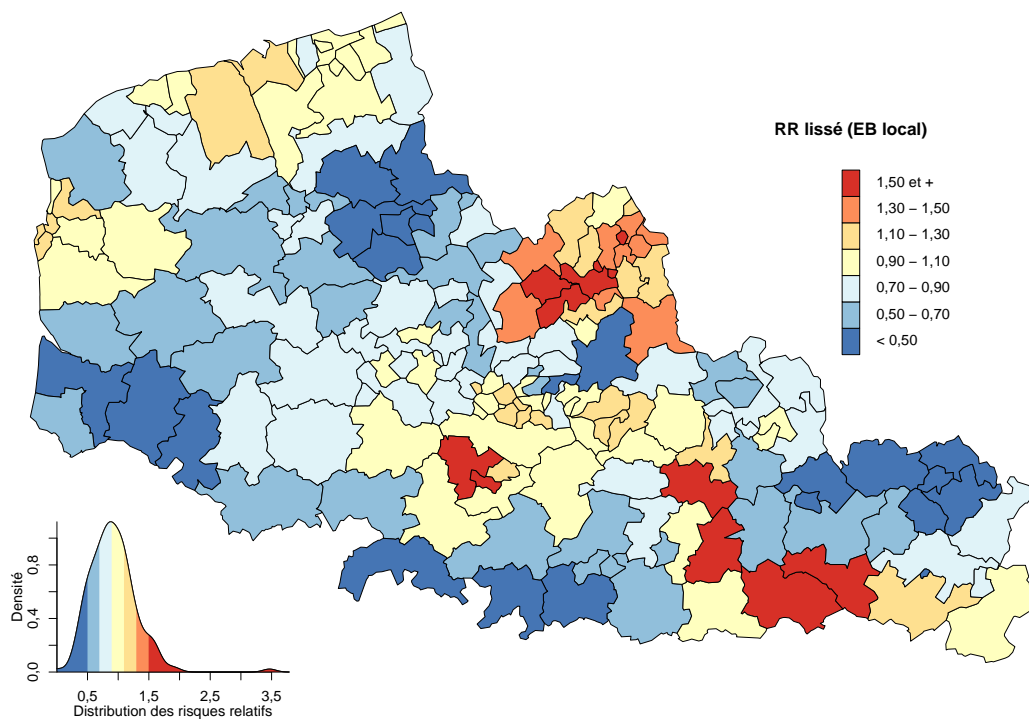 RR lissé (EB local)
1,50 et +
1,30 – 1,50
1,10 – 1,30
0,90 – 1,10
0,70 – 0,90
0,50 – 0,70
< 0,50
Densité
0,8
0,4
0,0
0,5 1,5 2,5 3,5
Distribution des risques relatifs